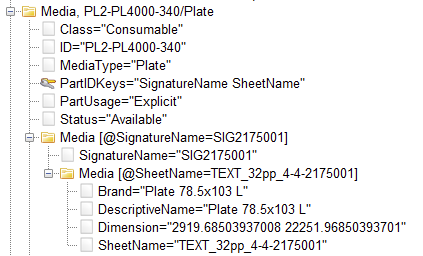 Media, PL2-PL4000-340/Plate
Class="Consumable"
ID="PL2-PL4000-340"
MediaType="Plate"
PartIDKeys="SignatureName SheetName"
PartUsage="Explicit"
Status="Available"
Media [@SignatureName=SIG2175001]
SignatureName="SIG2175001"
Media [@SheetName=TEXT_32pp_4-4-2175001]
Brand="Plate 78.5x103 L"
DescriptiveName="Plate 78.5x103 L"
Dimension="2919.68503937008 22251.96850393701"
SheetName="TEXT_32pp_4-4-2175001"